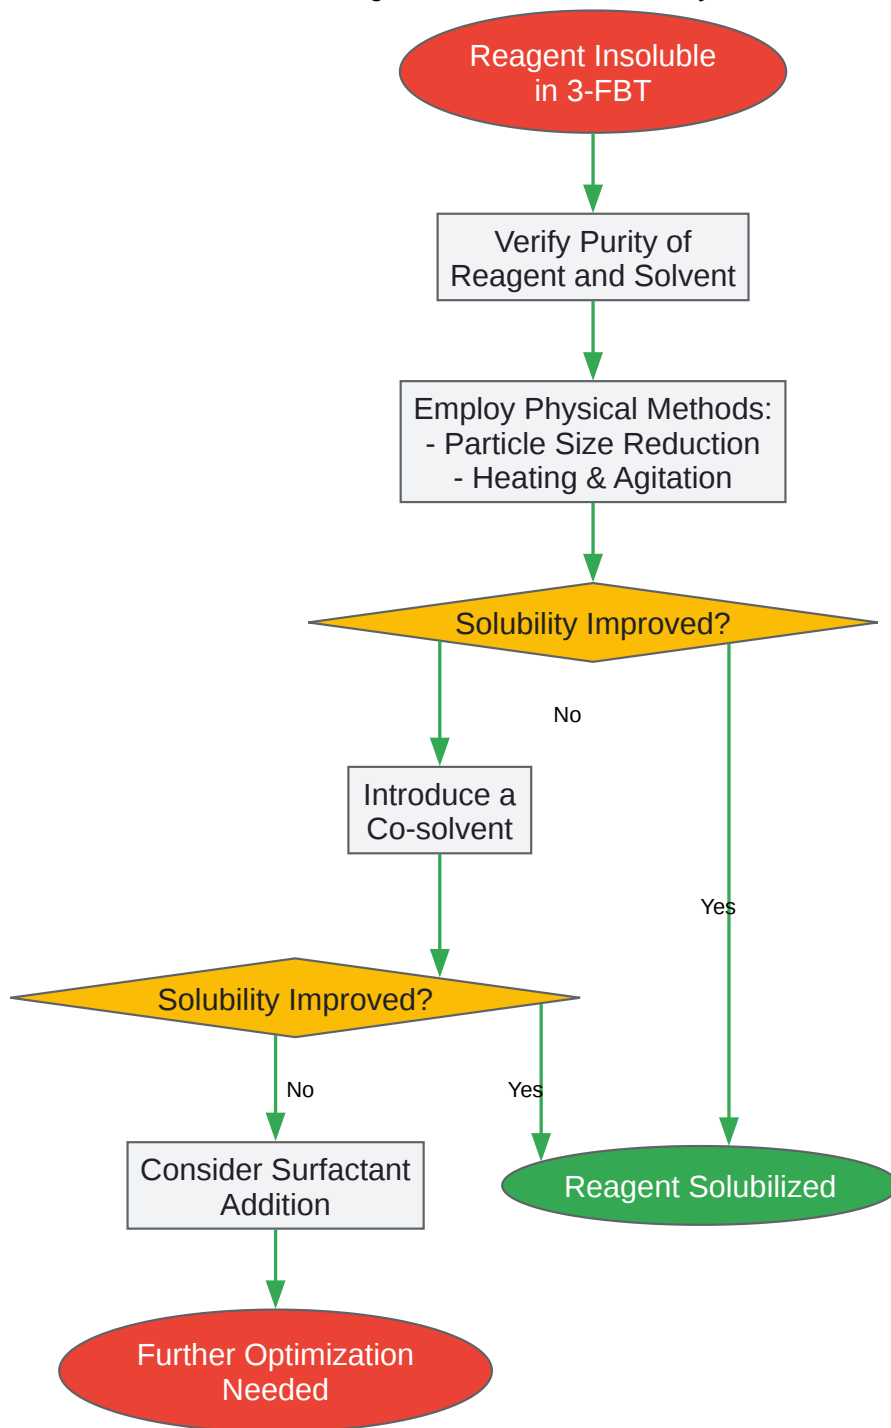 Reagent Insoluble
in 3-FBT
Verify Purity of
Reagent and Solvent
Employ Physical Methods:
- Particle Size Reduction
- Heating & Agitation
Solubility Improved?
No
Introduce a
Co-solvent
Yes
Solubility Improved?
No
Yes
Consider Surfactant
Addition
Reagent Solubilized
Further Optimization
Needed